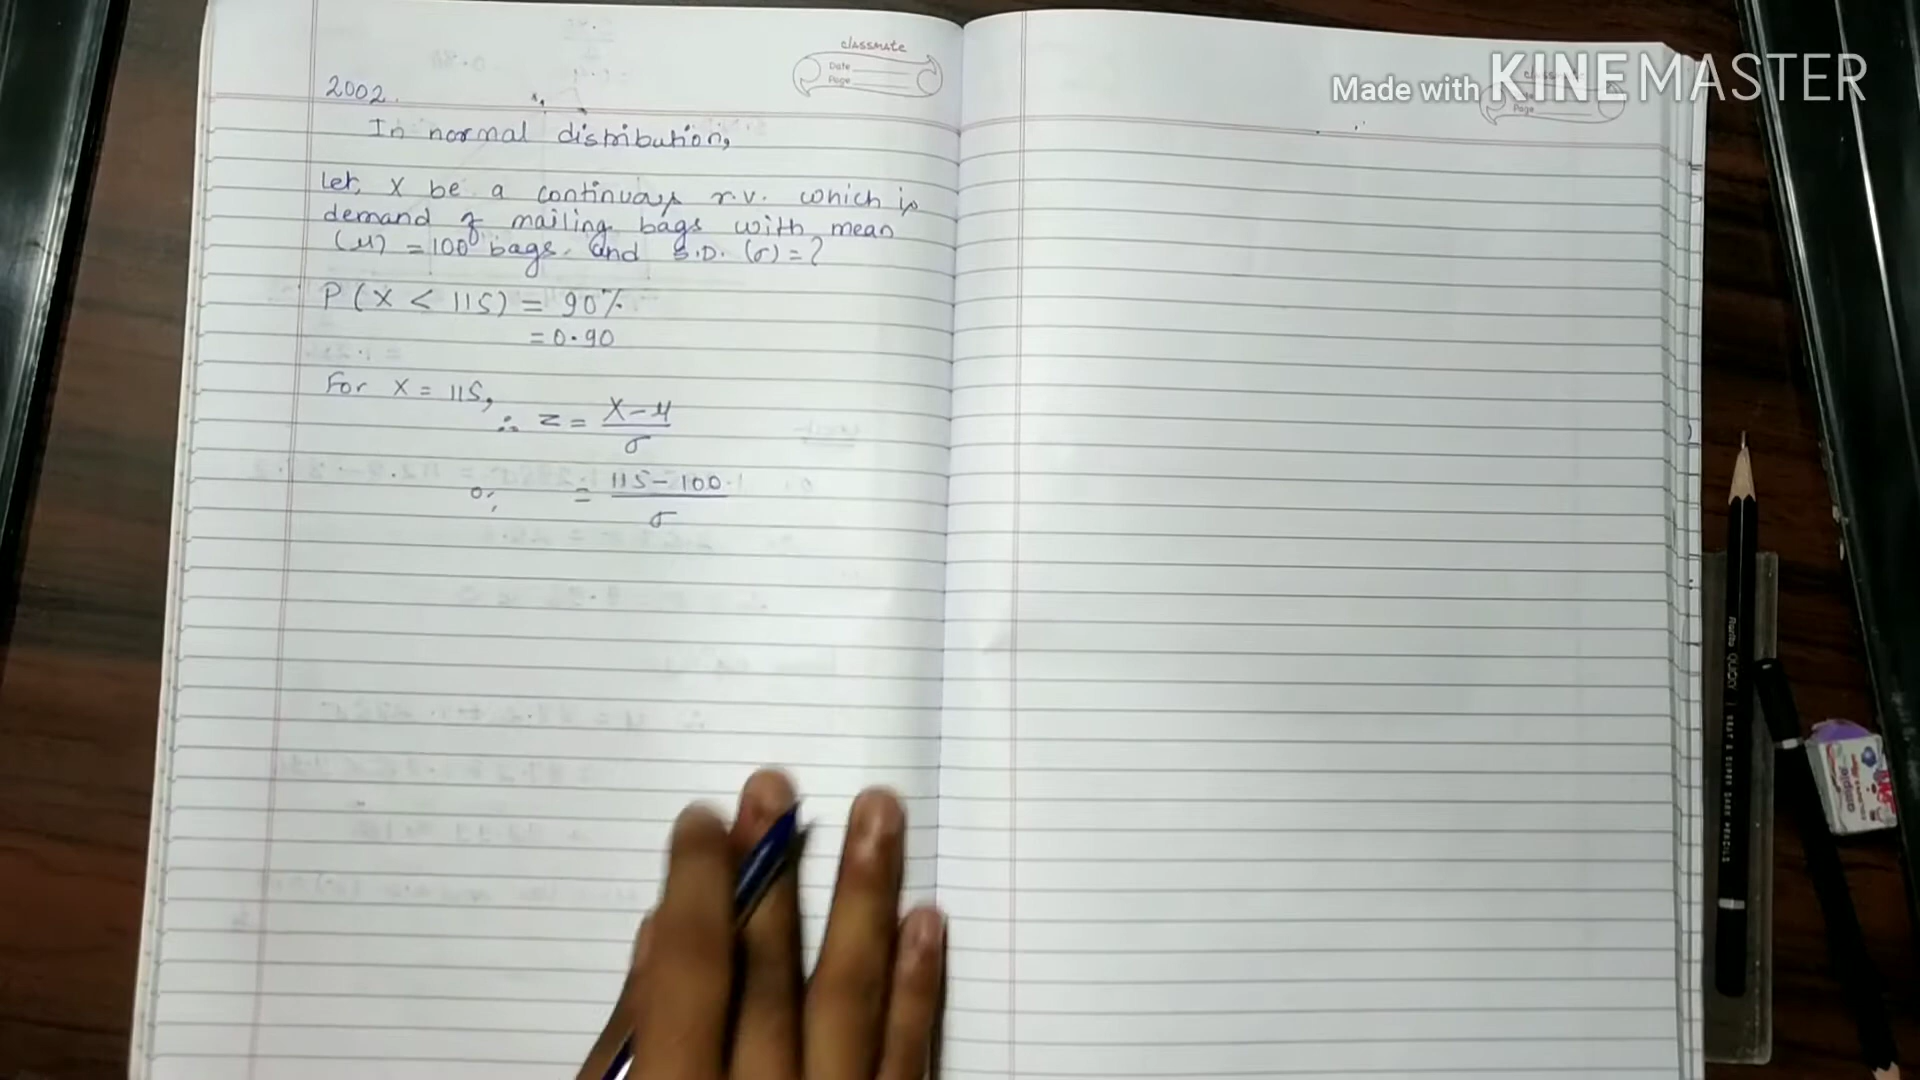 classmate
Date
Page
Made with KINEMASTER
Page
2002.
In normal distribution,
Let, X be a continuous r.v. which is
demand of mailing bags with mean
(μ) = 100 bags. and S.D. (σ) = ?
P(X < 115) = 90%
= 0.90
For X = 115,
∴ z = X-μ / σ
= 115-100 / σ